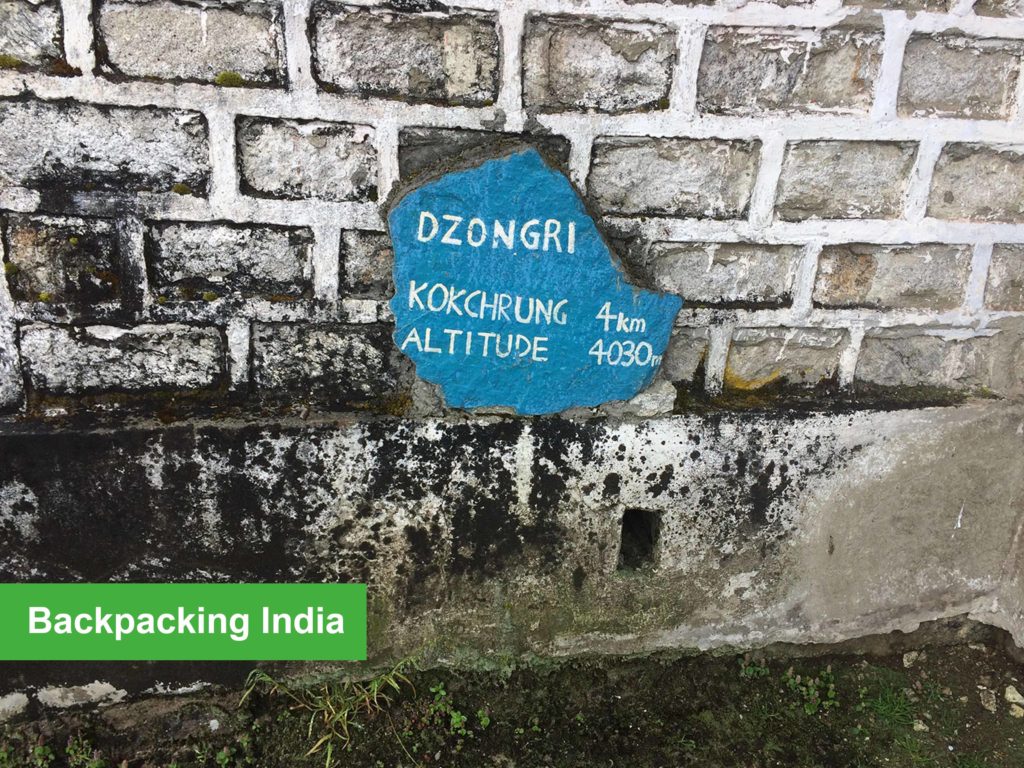 DZONGRI
KOKCHRUNG 4km
ALTITUDE 4030m
Backpacking India